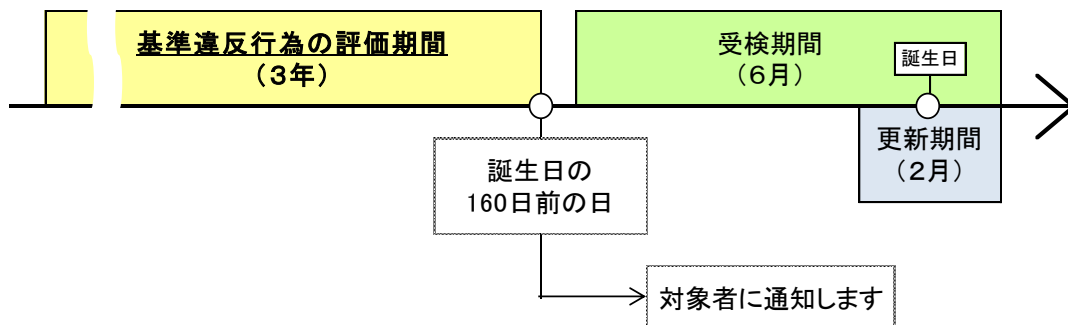 基準違反行為の評価期間
（３年）
受検期間
（６月）
誕生日
更新期間
（２月）
誕生日の
160日前の日
対象者に通知します